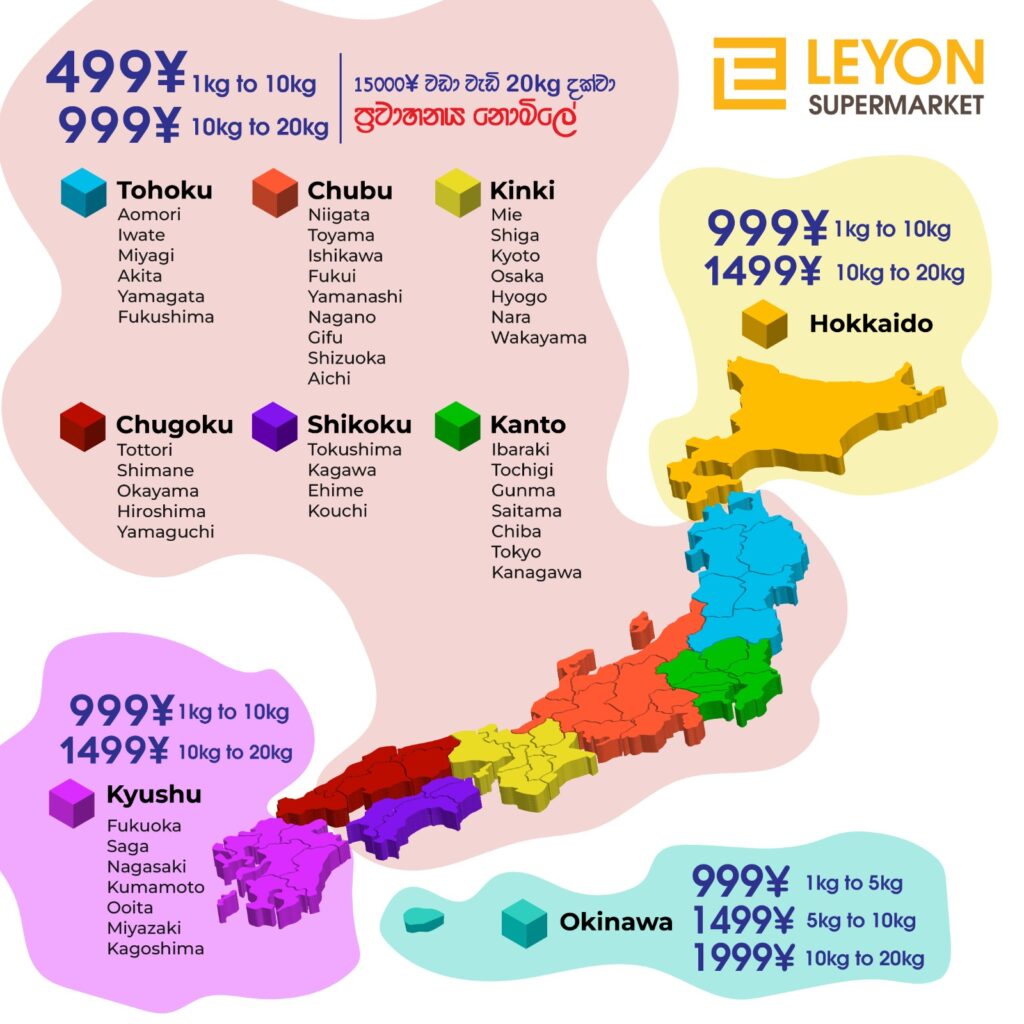 499¥ 1kg to 10kg
999¥ 10kg to 20kg
15000¥ වඩා වැඩි 20kg දක්වා
ප්‍රවාහනය නොමිලේ
LEYON
SUPERMARKET
Tohoku
Aomori
Iwate
Miyagi
Akita
Yamagata
Fukushima
Chubu
Niigata
Toyama
Ishikawa
Fukui
Yamanashi
Nagano
Gifu
Shizuoka
Aichi
Kinki
Mie
Shiga
Kyoto
Osaka
Hyogo
Nara
Wakayama
999¥ 1kg to 10kg
1499¥ 10kg to 20kg
Hokkaido
Chugoku
Tottori
Shimane
Okayama
Hiroshima
Yamaguchi
Shikoku
Tokushima
Kagawa
Ehime
Kouchi
Kanto
Ibaraki
Tochigi
Gunma
Saitama
Chiba
Tokyo
Kanagawa
999¥ 1kg to 10kg
1499¥ 10kg to 20kg
Kyushu
Fukuoka
Saga
Nagasaki
Kumamoto
Ooita
Miyazaki
Kagoshima
Okinawa
999¥ 1kg to 5kg
1499¥ 5kg to 10kg
1999¥ 10kg to 20kg